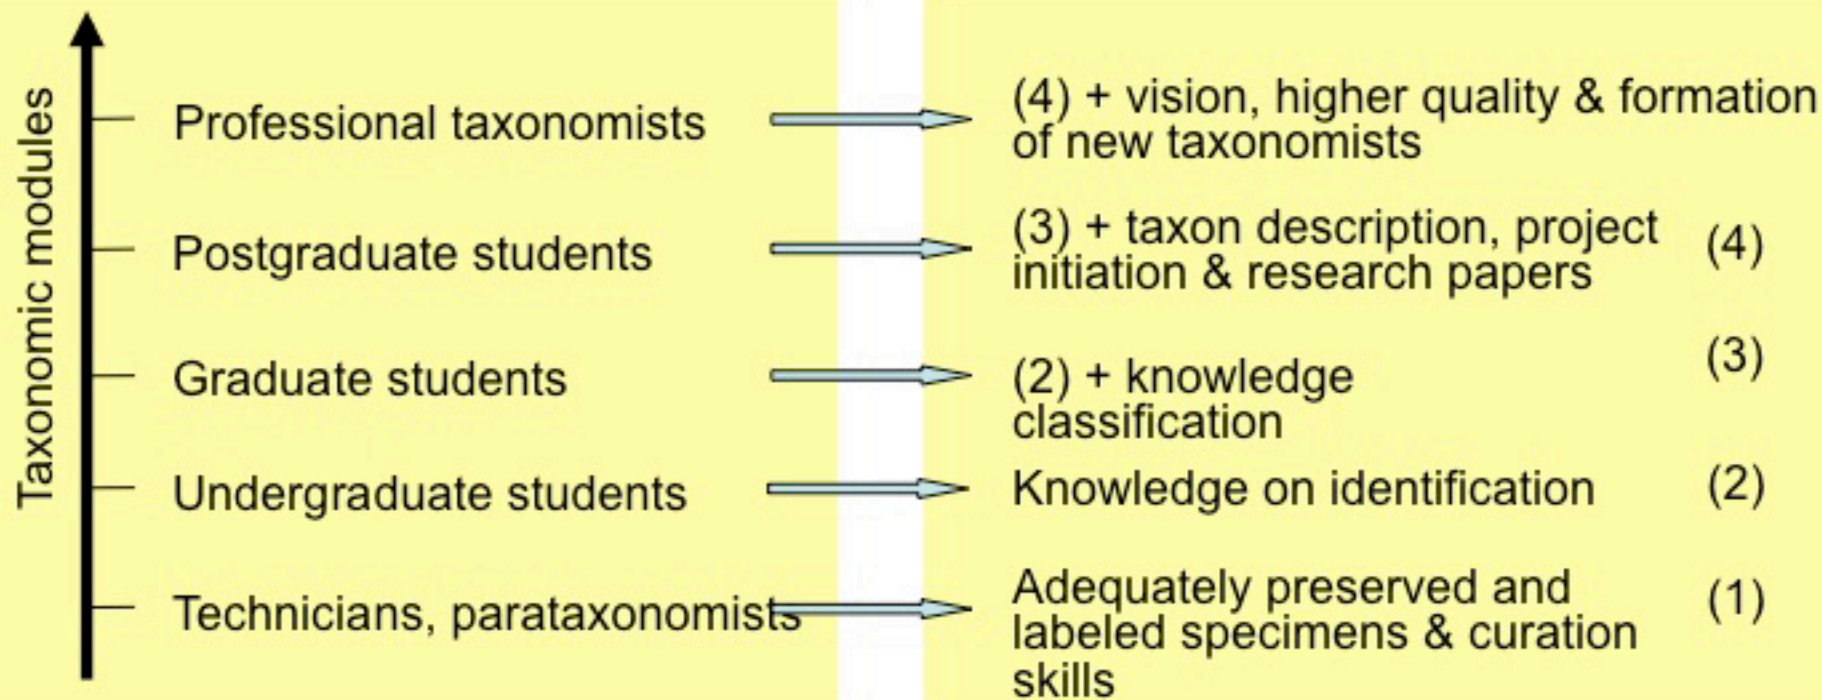 Taxonomic modules
Professional taxonomists
(4) + vision, higher quality & formation
of new taxonomists
Postgraduate students
(3) + taxon description, project
initiation & research papers
(4)
Graduate students
(2) + knowledge
classification
(3)
Undergraduate students
Knowledge on identification
(2)
Technicians, parataxonomists
Adequately preserved and
labeled specimens & curation
skills
(1)